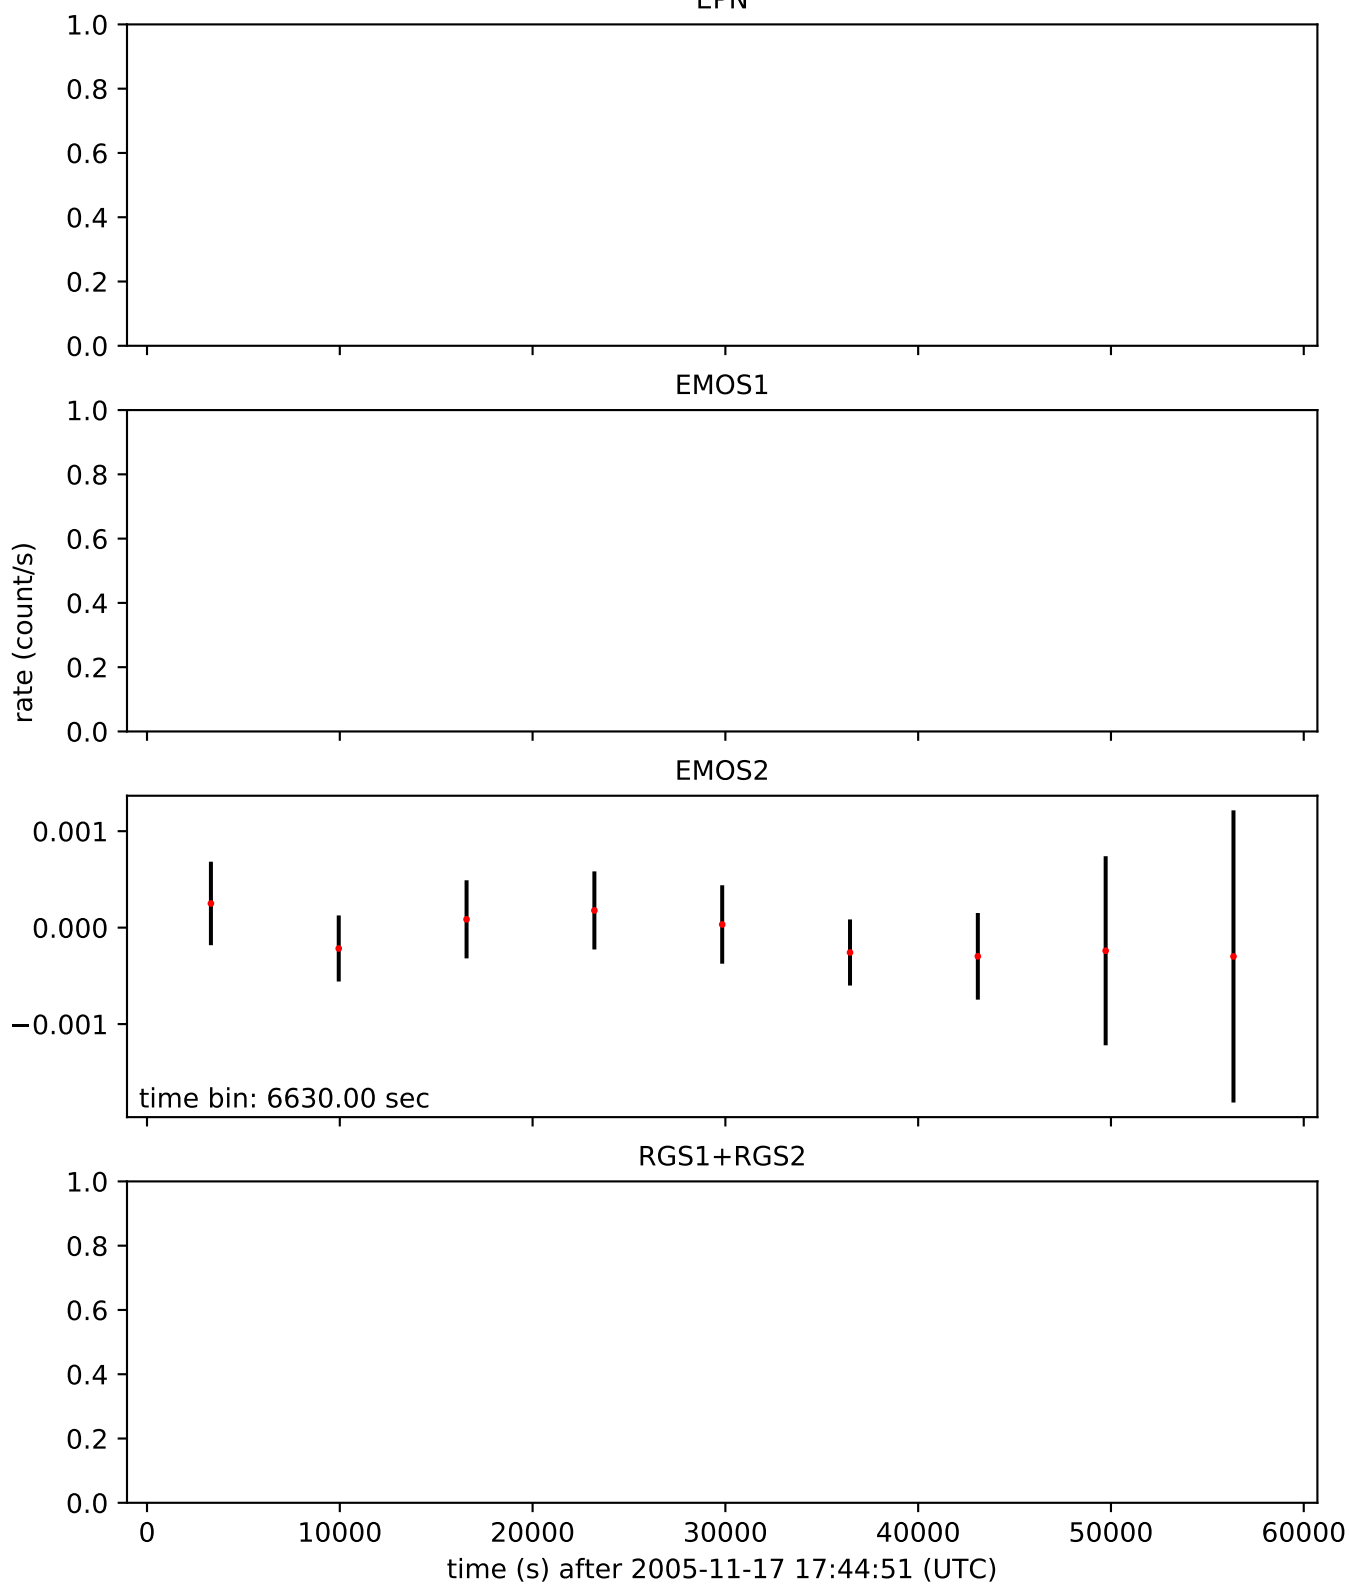 EPN
1.0
0.8
0.6
0.4
0.2
0.0
EMOS1
1.0
0.8
0.6
0.4
0.2
0.0
rate (count/s)
EMOS2
0.001
0.000
−0.001
time bin: 6630.00 sec
RGS1+RGS2
1.0
0.8
0.6
0.4
0.2
0.0
0 10000 20000 30000 40000 50000 60000
time (s) after 2005-11-17 17:44:51 (UTC)